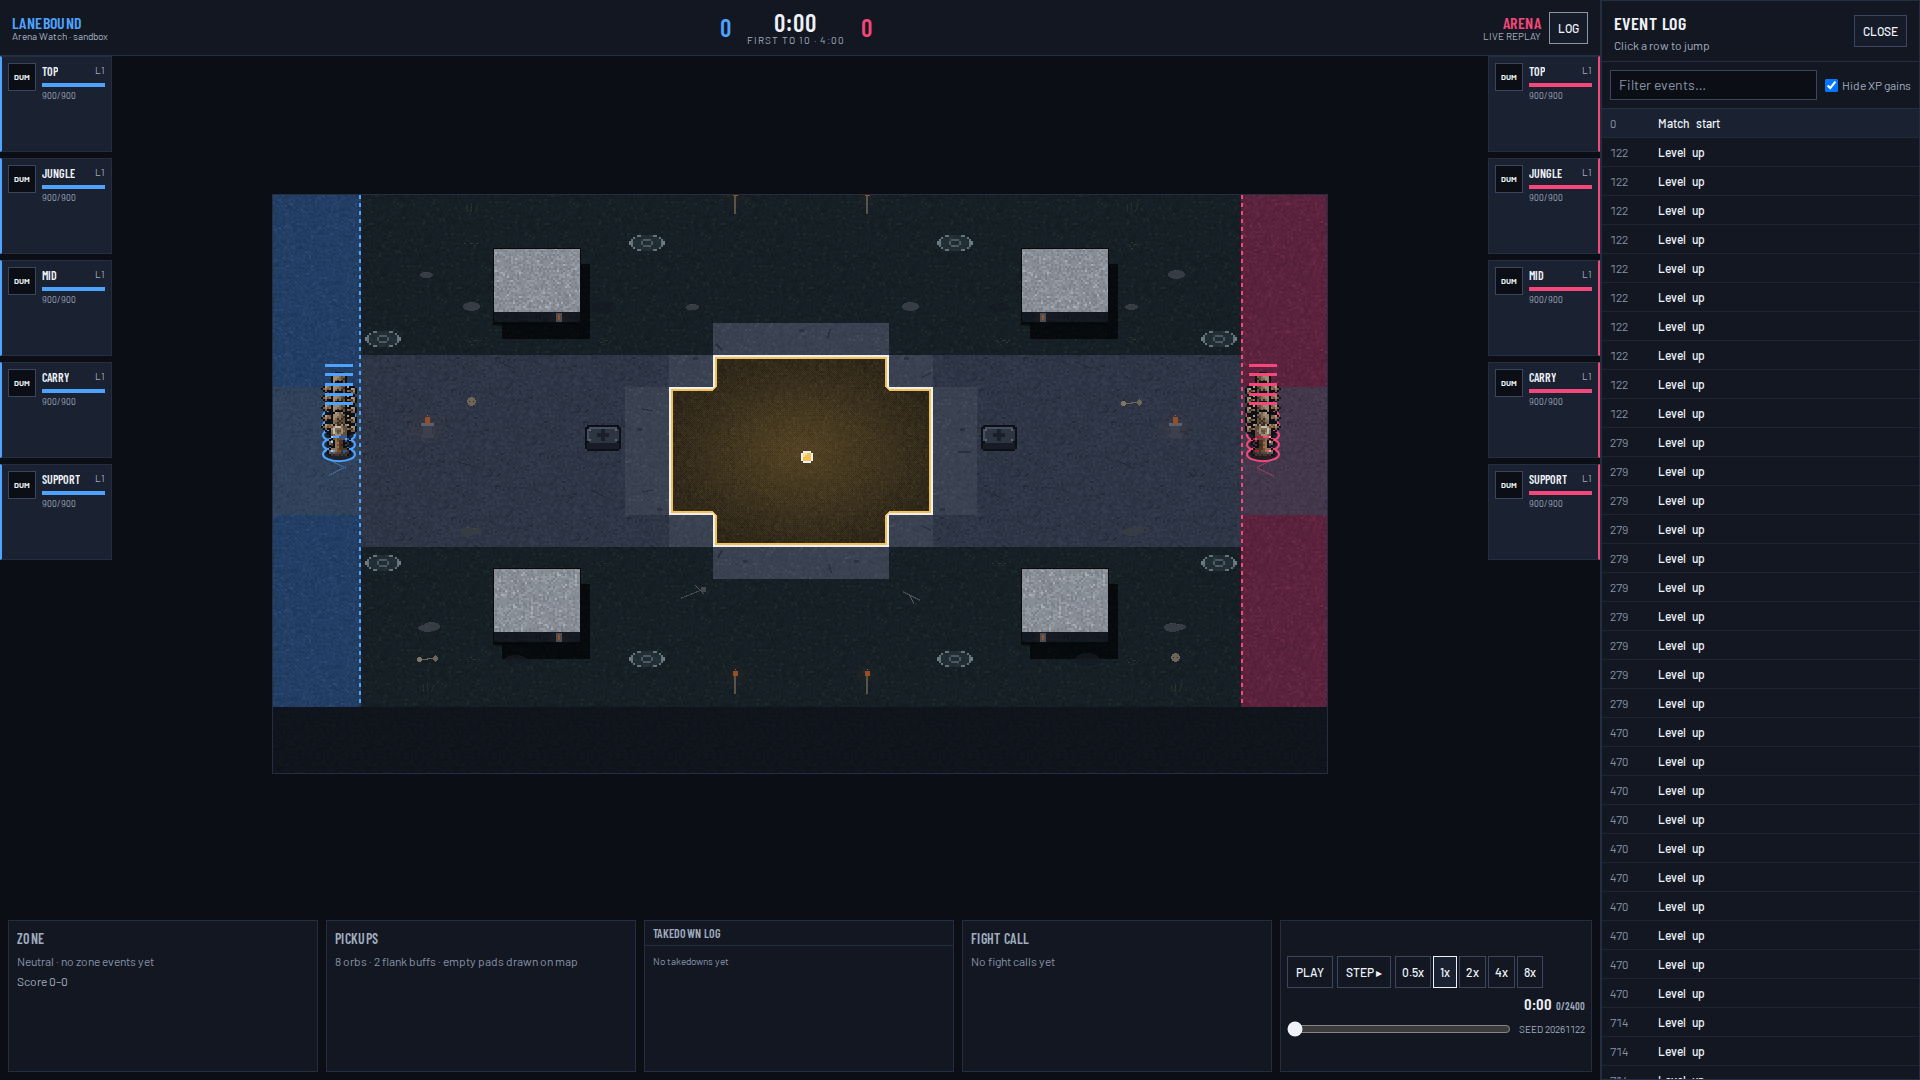 LANEBOUND
Arena Watch · sandbox
0
0:00
FIRST TO 10 · 4:00
0
ARENA
LIVE REPLAY
LOG
DUM
TOP
L1
900/900
DUM
JUNGLE
L1
900/900
DUM
MID
L1
900/900
DUM
CARRY
L1
900/900
DUM
SUPPORT
L1
900/900
DUM
TOP
L1
900/900
DUM
JUNGLE
L1
900/900
DUM
MID
L1
900/900
DUM
CARRY
L1
900/900
DUM
SUPPORT
L1
900/900
ZONE
Neutral · no zone events yet
Score 0–0
PICKUPS
8 orbs · 2 flank buffs · empty pads drawn on map
TAKEDOWN LOG
No takedowns yet
FIGHT CALL
No fight calls yet
PLAY
STEP ▸
0.5x
1x
2x
4x
8x
0:00 0/2400
SEED 20261122
EVENT LOG
Click a row to jump
CLOSE
Filter events...
Hide XP gains
0 Match start
122 Level up
122 Level up
122 Level up
122 Level up
122 Level up
122 Level up
122 Level up
122 Level up
122 Level up
122 Level up
279 Level up
279 Level up
279 Level up
279 Level up
279 Level up
279 Level up
279 Level up
279 Level up
279 Level up
279 Level up
470 Level up
470 Level up
470 Level up
470 Level up
470 Level up
470 Level up
470 Level up
470 Level up
470 Level up
470 Level up
714 Level up
714 Level up
714 Level up